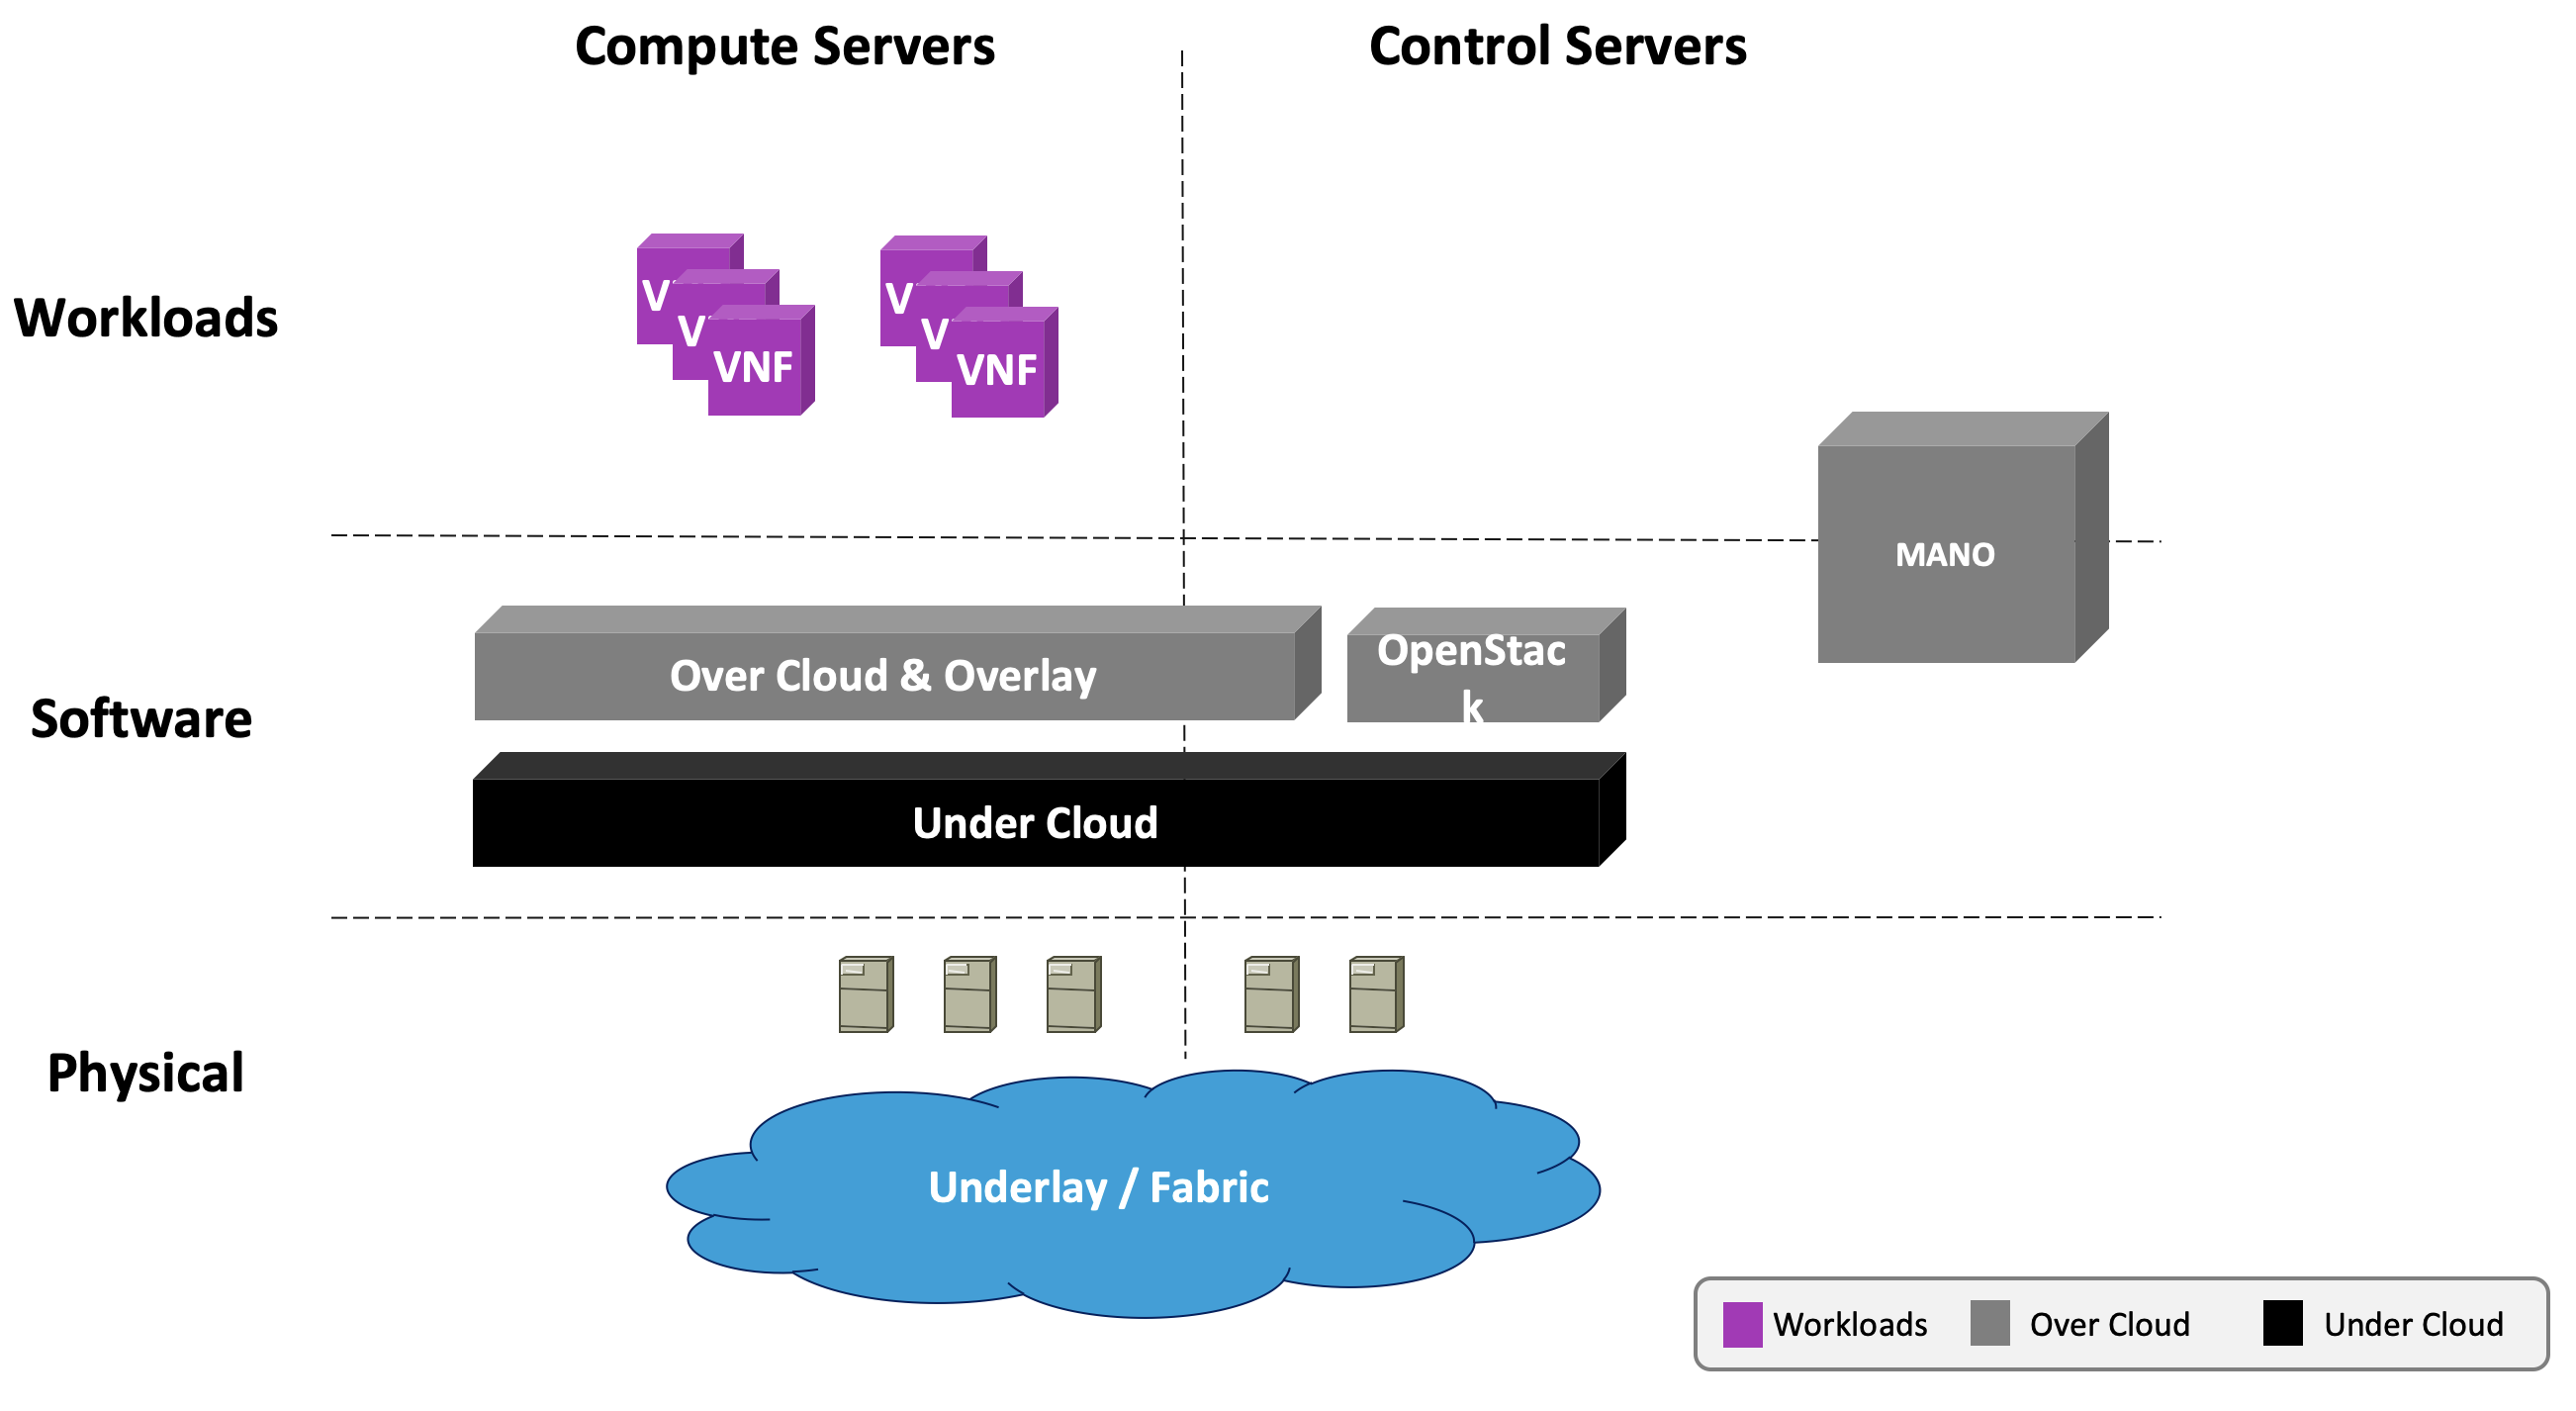 Compute Servers
Control Servers
Workloads
V
V
VNF
V
V
VNF
MANO
Software
Over Cloud & Overlay
OpenStac
k
Under Cloud
Physical
Underlay / Fabric
Workloads
Over Cloud
Under Cloud